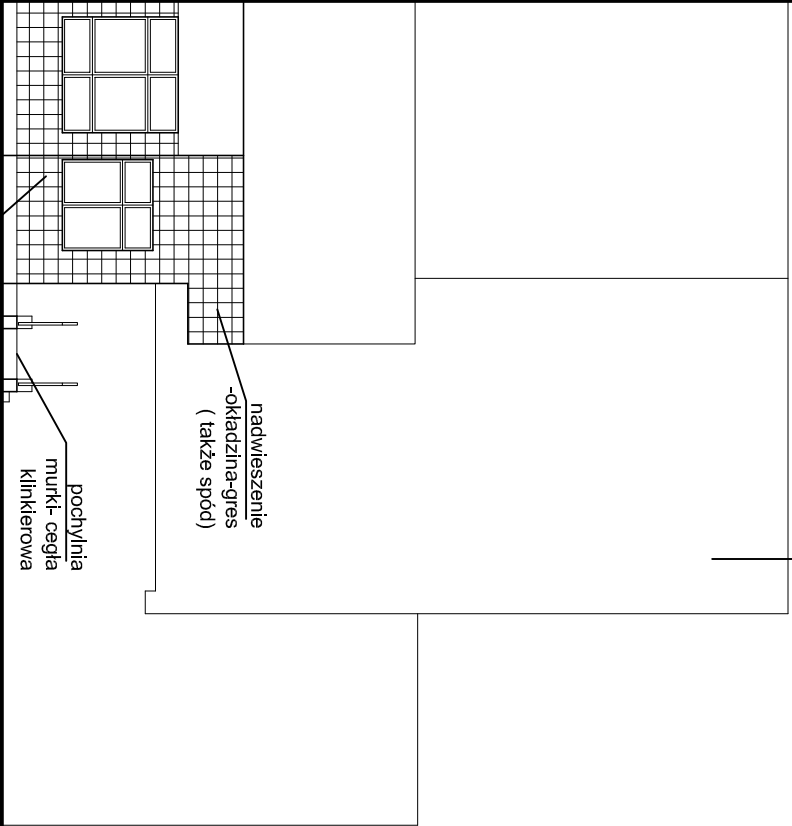 nadwieszenie
-okładzina-gres
( także spód)
pochylnia
murki- cegła
klinkierowa